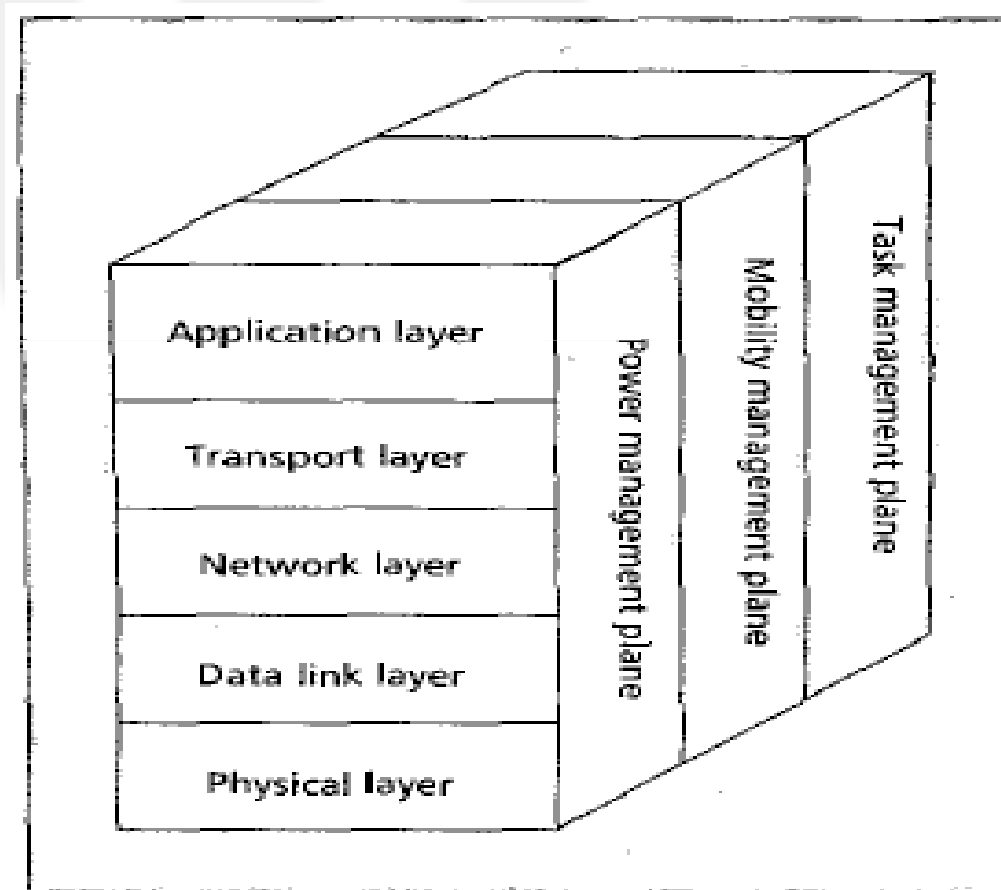 Application layer
Transport layer
Network layer
Data link layer
Physical layer
Power management plane
Mobility management plane
Task management plane